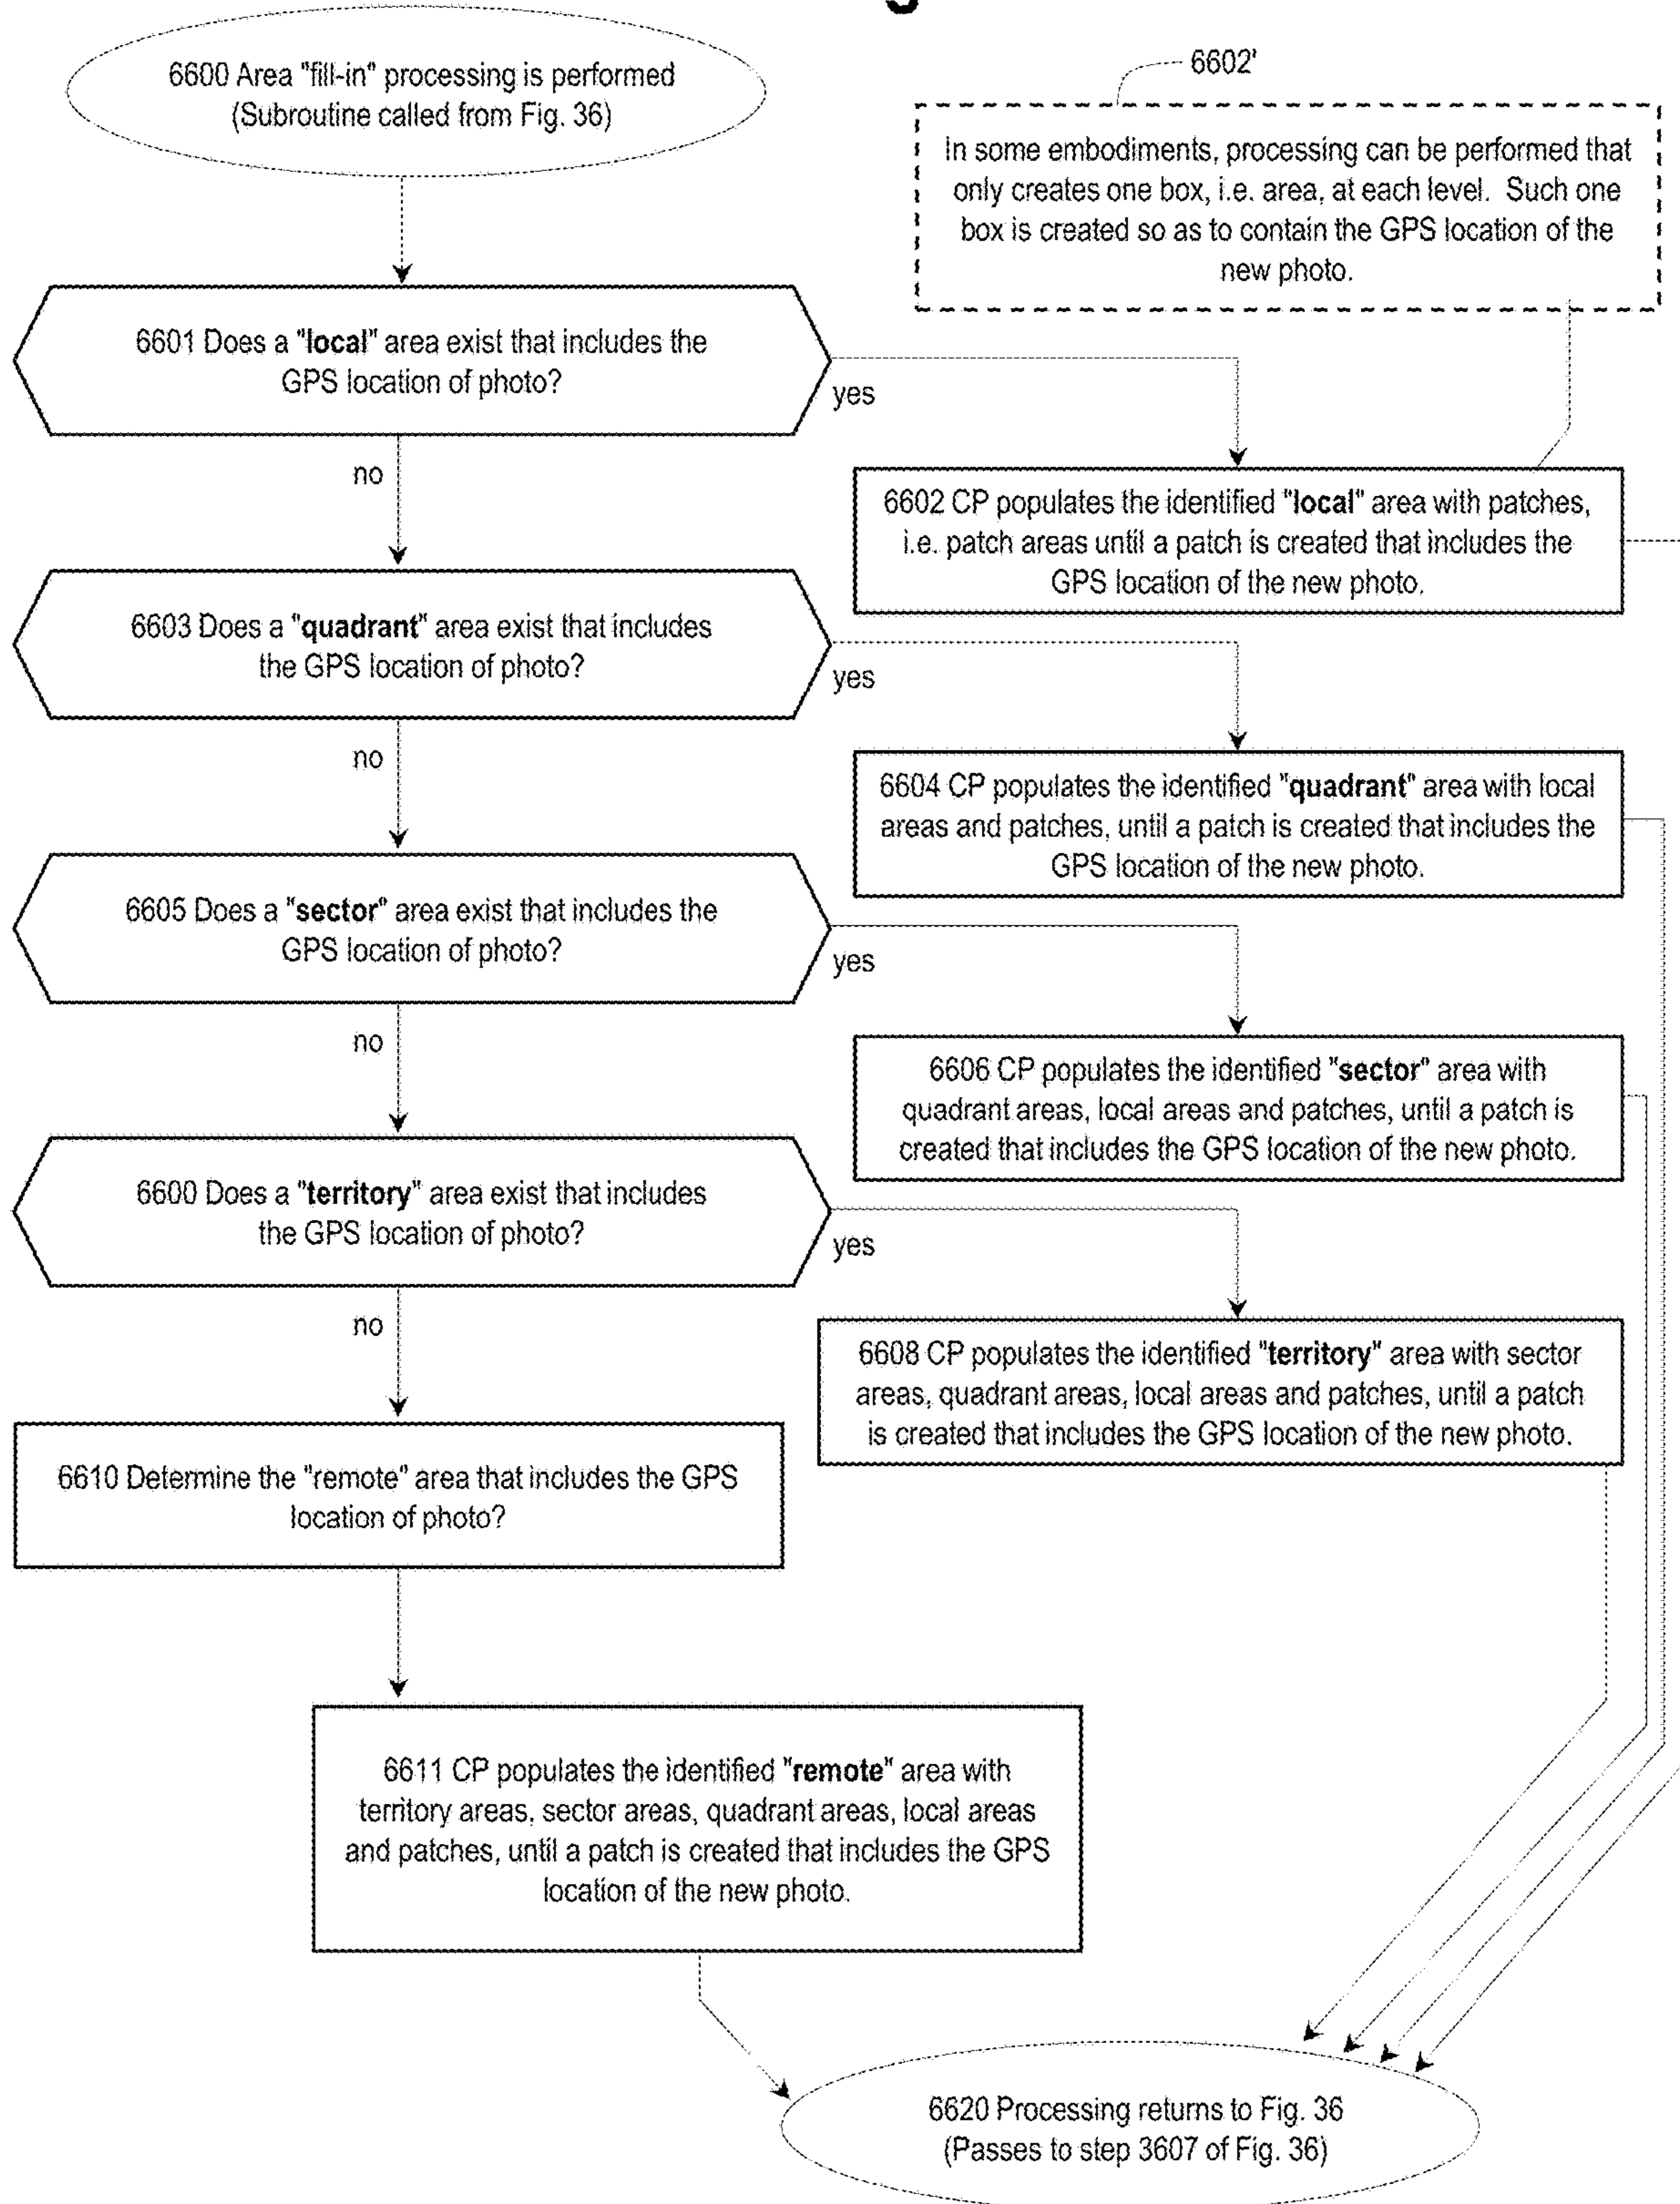 6600 Area "fill-in" processing is performed
(Subroutine called from Fig. 36)
6602'
In some embodiments, processing can be performed that
only creates one box, i.e. area, at each level. Such one
box is created so as to contain the GPS location of the
new photo.
6601 Does a "local" area exist that includes the
GPS location of photo?
yes
no
6602 CP populates the identified "local" area with patches,
i.e. patch areas until a patch is created that includes the
GPS location of the new photo.
6603 Does a "quadrant" area exist that includes
the GPS location of photo?
yes
no
6604 CP populates the identified "quadrant" area with local
areas and patches, until a patch is created that includes the
GPS location of the new photo.
6605 Does a "sector" area exist that includes the
GPS location of photo?
yes
no
6606 CP populates the identified "sector" area with
quadrant areas, local areas and patches, until a patch is
created that includes the GPS location of the new photo.
6600 Does a "territory" area exist that includes
the GPS location of photo?
yes
no
6608 CP populates the identified "territory" area with sector
areas, quadrant areas, local areas and patches, until a patch
is created that includes the GPS location of the new photo.
6610 Determine the "remote" area that includes the GPS
location of photo?
6611 CP populates the identified "remote" area with
territory areas, sector areas, quadrant areas, local areas
and patches, until a patch is created that includes the GPS
location of the new photo.
6620 Processing returns to Fig. 36
(Passes to step 3607 of Fig. 36)